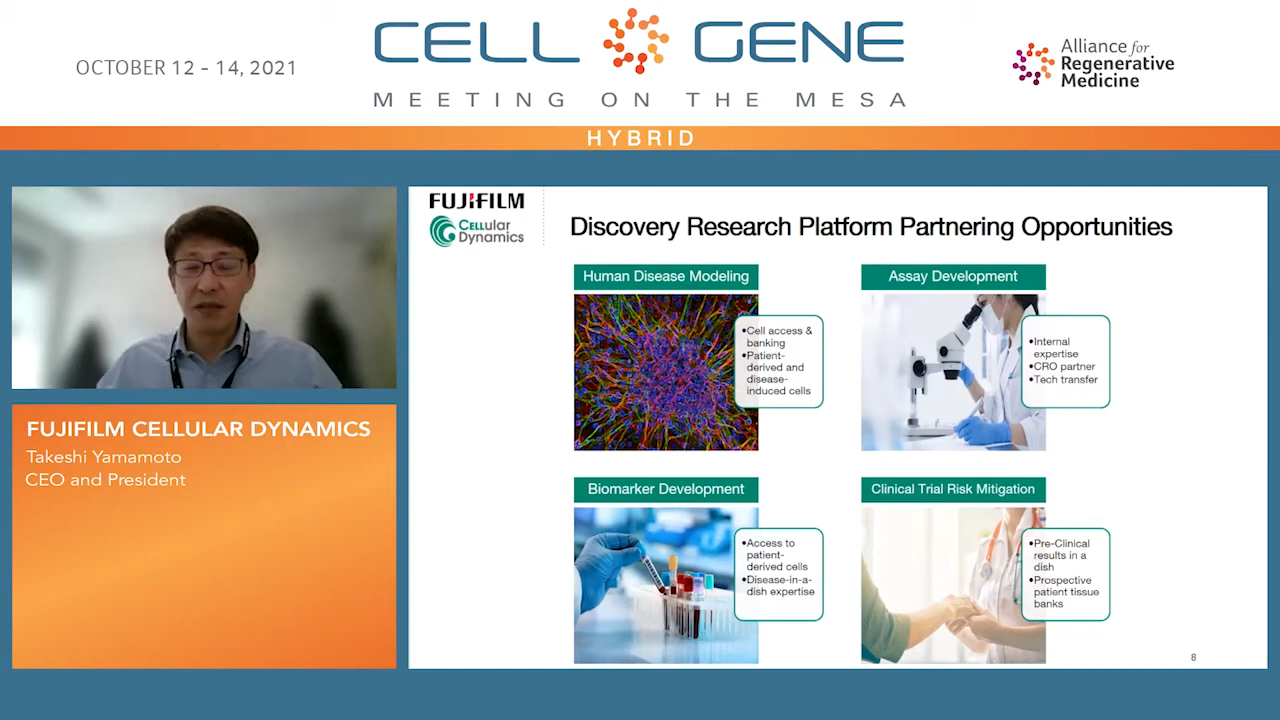 OCTOBER 12 - 14, 2021
CELL GENE
MEETING ON THE MESA
Alliance for
Regenerative
Medicine
HYBRID
FUJIFILM CELLULAR DYNAMICS
Takeshi Yamamoto
CEO and President
FUJIFILM
CELLular
Dynamics
Discovery Research Platform Partnering Opportunities
Human Disease Modeling
•Cell access &
banking
•Patient-
derived and
disease-
induced cells
Assay Development
•Internal
expertise
•CRO partner
•Tech transfer
Biomarker Development
•Access to
patient-
derived cells
•Disease-in-a-
dish expertise
Clinical Trial Risk Mitigation
•Pre-Clinical
results in a
dish
•Prospective
patient tissue
banks
8